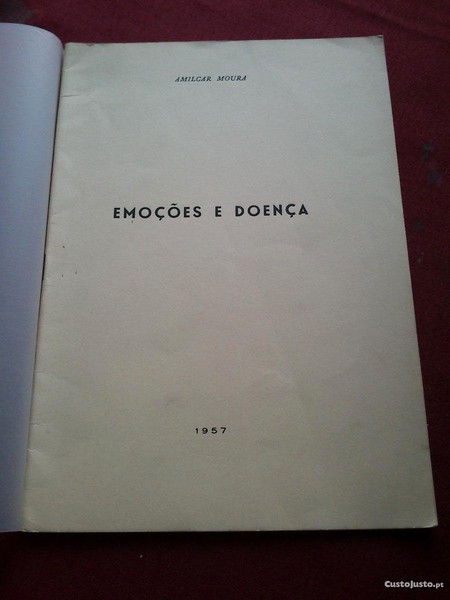 AMILCAR MOURA
EMOÇÕES E DOENÇA
1957
CustoJusto.pt